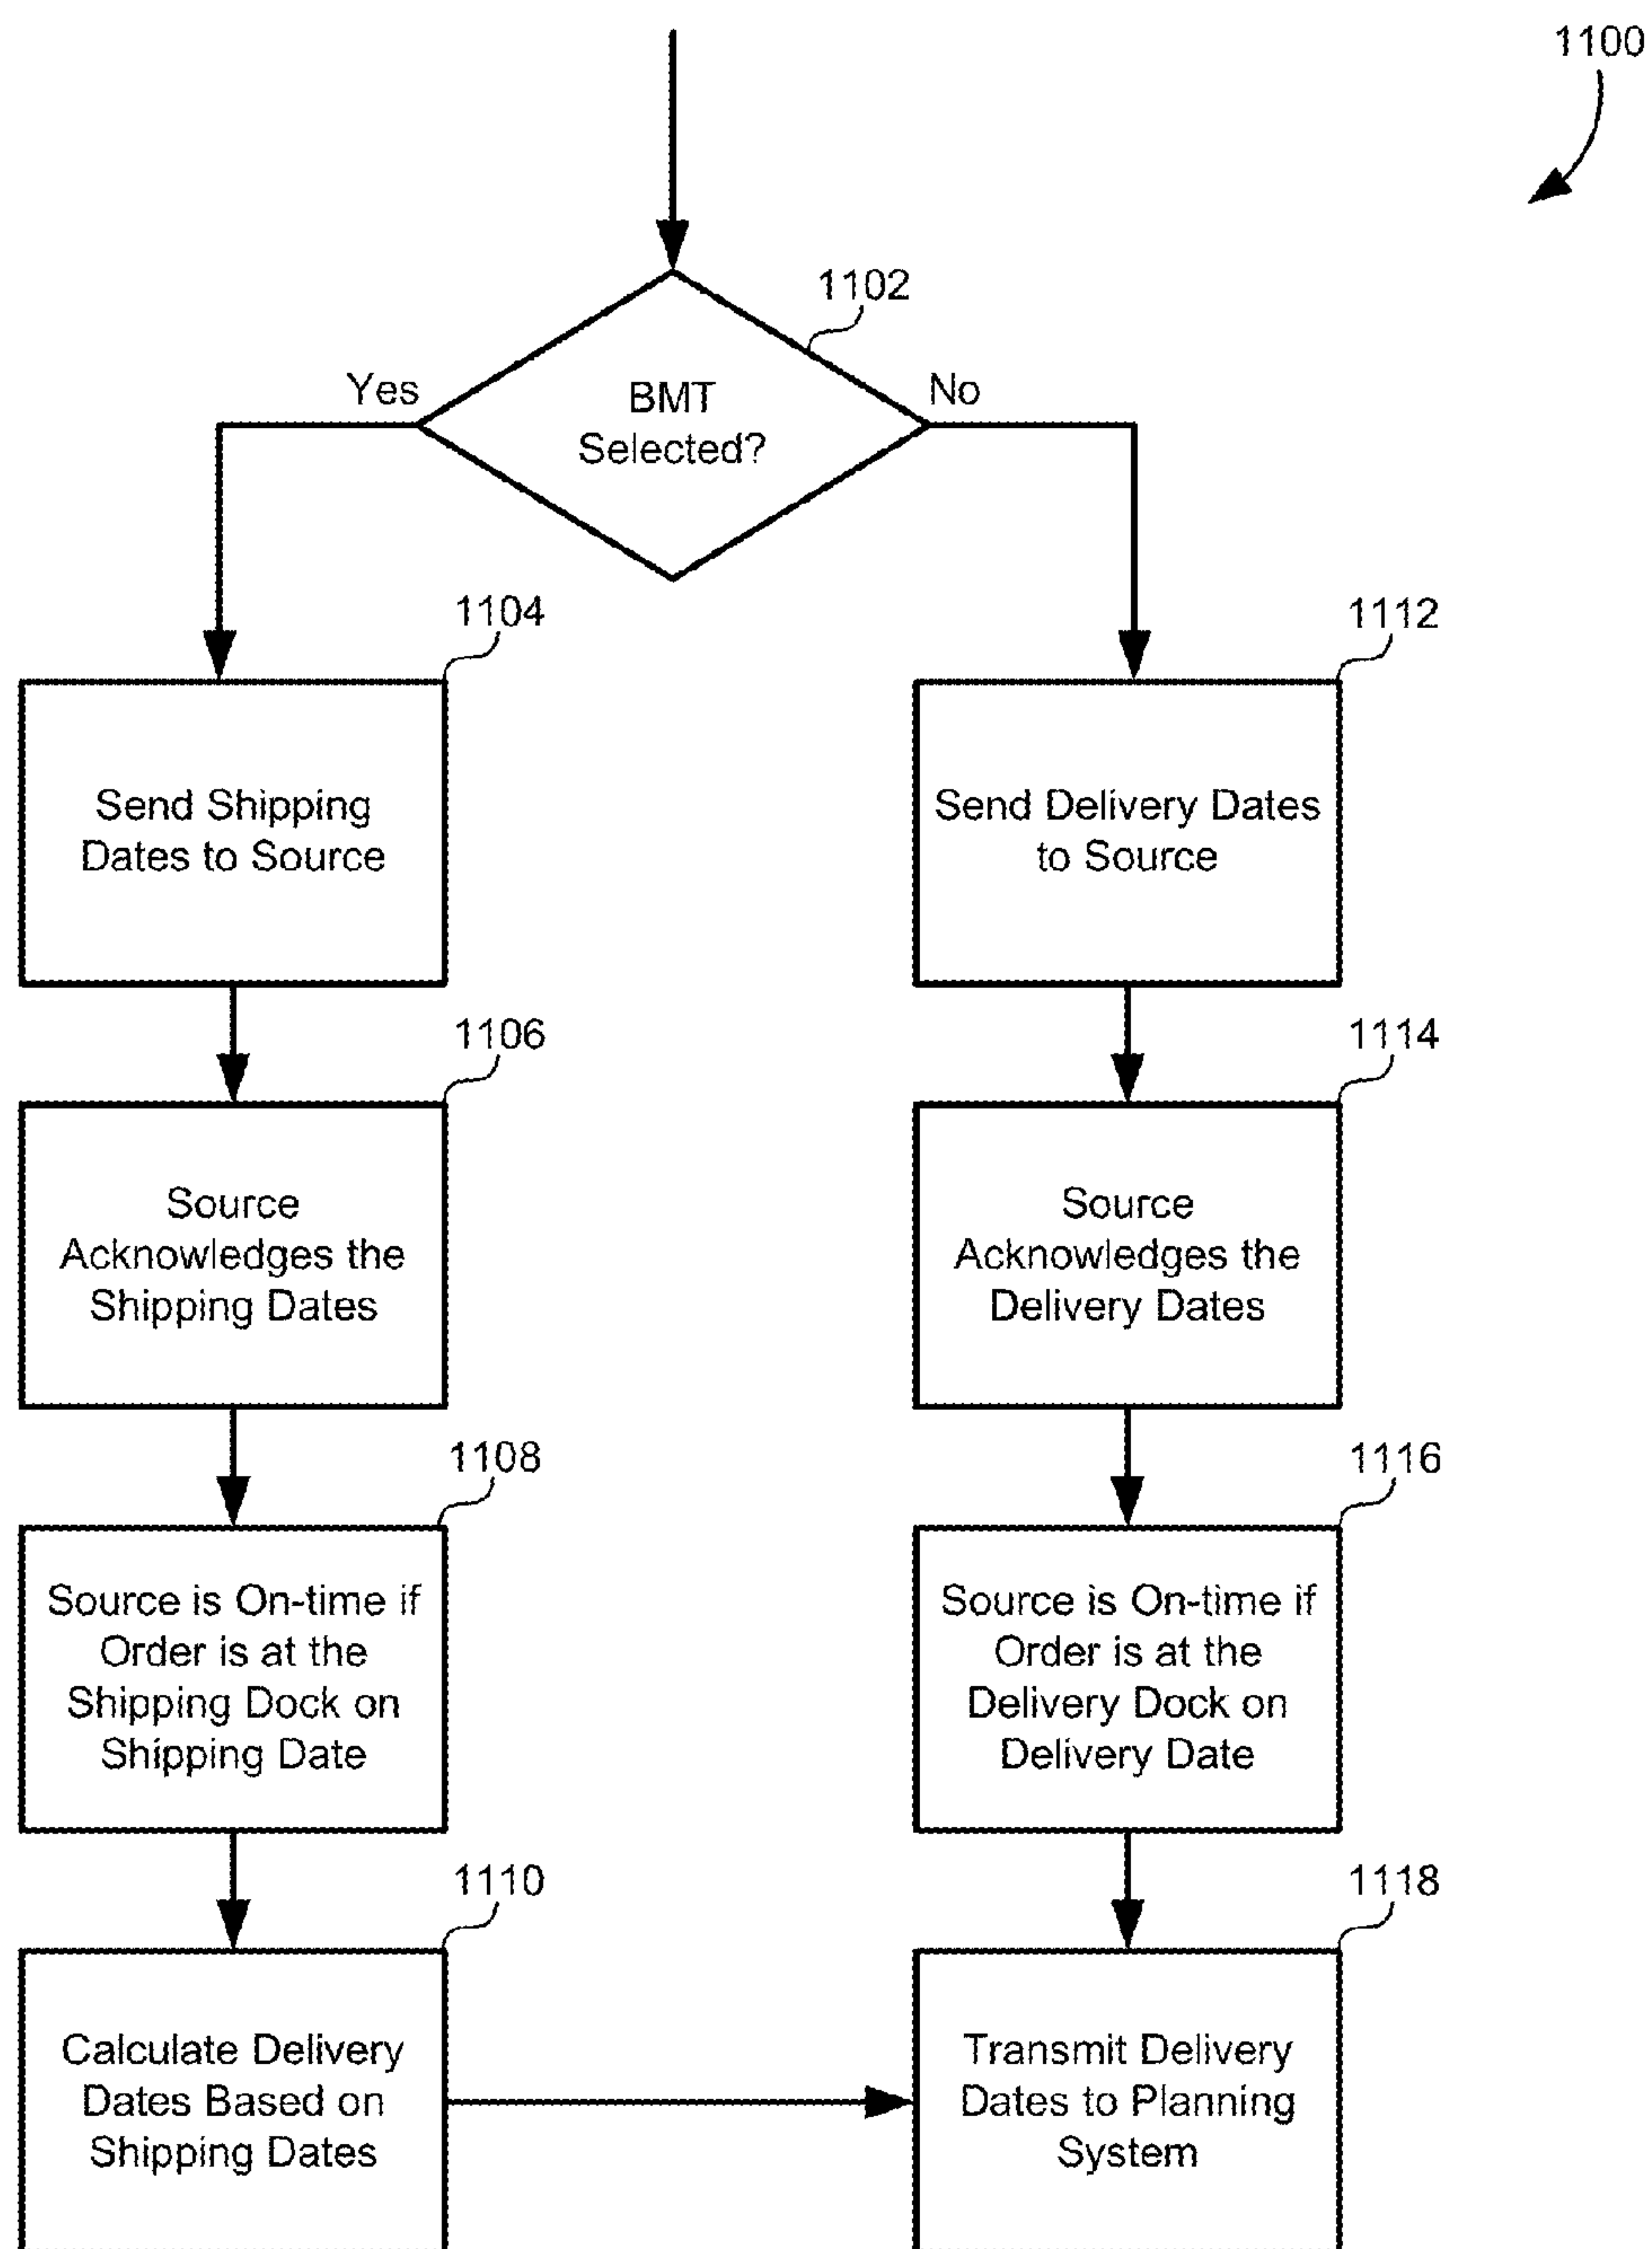 1100
1102
Yes
No
BMT
Selected?
1104
1112
Send Shipping
Dates to Source
Send Delivery Dates
to Source
1106
1114
Source
Acknowledges the
Shipping Dates
Source
Acknowledges the
Delivery Dates
1108
1116
Source is On-time if
Order is at the
Shipping Dock on
Shipping Date
Source is On-time if
Order is at the
Delivery Dock on
Delivery Date
1110
1118
Calculate Delivery
Dates Based on
Shipping Dates
Transmit Delivery
Dates to Planning
System